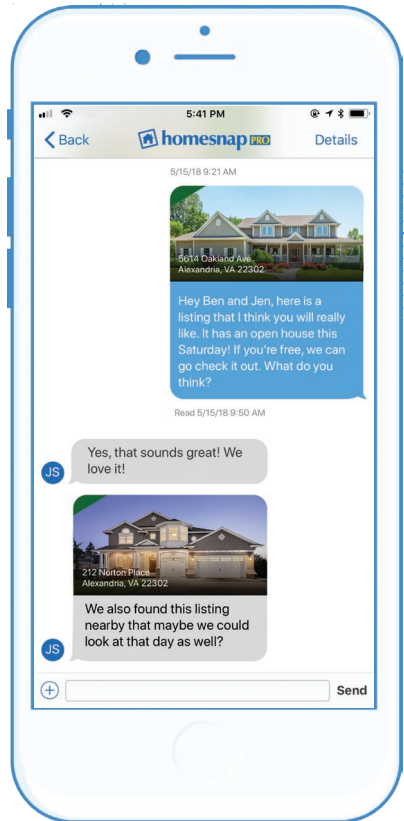 5:41 PM
Back
homesnap PRO
Details
5/15/18 9:21 AM
5614 Oakland Ave
Alexandria, VA 22302
Hey Ben and Jen, here is a
listing that I think you will really
like. It has an open house this
Saturday! If you're free, we can
go check it out. What do you
think?
Read 5/15/18 9:50 AM
Yes, that sounds great! We
love it!
JS
212 Norton Place
Alexandria, VA 22302
We also found this listing
nearby that maybe we could
look at that day as well?
JS
Send